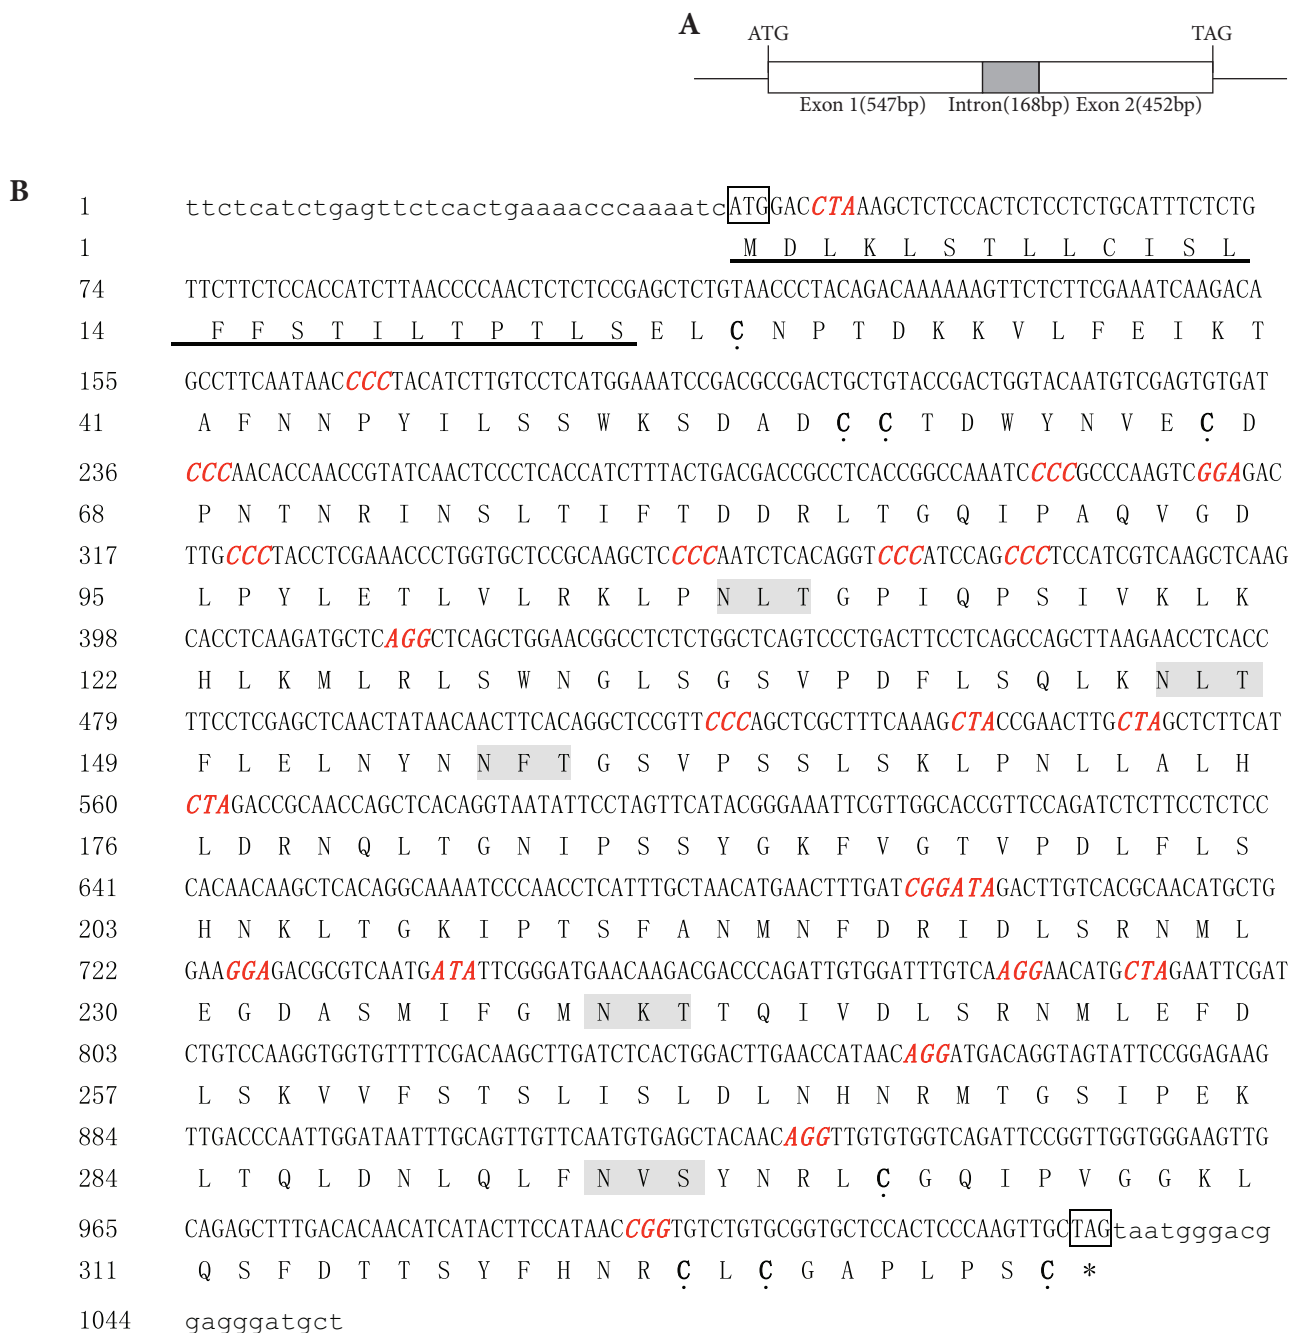 A
ATG TAG
Exon 1(547bp) Intron(168bp) Exon 2(452bp)
B
1 ttctcatctgagttctcactgaaaacccaaaatcATGGACCTAAAGCTCTCCACTCTCCTCTGCATTTCTCTG
1 M D L K L S T L L C I S L
74 TTCTTCTCCACCATCTTAACCCCAACTCTCTCCGAGCTCTGTAACCCTACAGACAAAAAAGTTCTCTTCGAAATCAAGACA
14 F F S T I L T P T L S E L C N P T D K K V L F E I K T
155 GCCTTCAATAACCCCTACATCTTGTCCTCATGGAAATCCGACGCCGACTGCTGTACCGACTGGTACAATGTCGAGTGTGAT
41 A F N N P Y I L S S W K S D A D C C T D W Y N V E C D
236 CCCAACACCAACCGTATCAACTCCCTCACCATCTTTACTGACGACCGCCTCACCGGCCAAATCCCCGCCCAAGTCGGAGAC
68 P N T N R I N S L T I F T D D R L T G Q I P A Q V G D
317 TTGCCCTACCTCGAAACCCTGGTGCTCCGCAAGCTCCCCAATCTCACAGGTCCCATCCAGCCCTCCATCGTCAAGCTCAAG
95 L P Y L E T L V L R K L P N L T G P I Q P S I V K L K
398 CACCTCAAGATGCTCAGGCTCAGCTGGAACGGCCTCTCTGGCTCAGTCCCTGACTTCCTCAGCCAGCTTAAGAACCTCACC
122 H L K M L R L S W N G L S G S V P D F L S Q L K N L T
479 TTCCTCGAGCTCAACTATAACAACTTCACAGGCTCCGTTCCCAGCTCGCTTTCAAAGCTACCGAACTTGCTAGCTCTTCAT
149 F L E L N Y N N F T G S V P S S L S K L P N L L A L H
560 CTAGACCGCAACCAGCTCACAGGTAATATTCCTAGTTCATACGGGAAATTCGTTGGCACCGTTCCAGATCTCTTCCTCTCC
176 L D R N Q L T G N I P S S Y G K F V G T V P D L F L S
641 CACAACAAGCTCACAGGCAAAATCCCAACCTCATTTGCTAACATGAACTTTGATCGGATAGACTTGTCACGCAACATGCTG
203 H N K L T G K I P T S F A N M N F D R I D L S R N M L
722 GAAGGAGACGCGTCAATGATATTCGGGATGAACAAGACGACCCAGATTGTGGATTTGTCAAGGAACATGCTAGAATTCGAT
230 E G D A S M I F G M N K T T Q I V D L S R N M L E F D
803 CTGTCCAAGGTGGTGTTTTCGACAAGCTTGATCTCACTGGACTTGAACCATAACAGGATGACAGGTAGTATTCCGGAGAAG
257 L S K V V F S T S L I S L D L N H N R M T G S I P E K
884 TTGACCCAATTGGATAATTTGCAGTTGTTCAATGTGAGCTACAACAGGTTGTGTGGTCAGATTCCGGTTGGTGGGAAGTTG
284 L T Q L D N L Q L F N V S Y N R L C G Q I P V G G K L
965 CAGAGCTTTGACACAACATCATACTTCCATAACCGGTGTCTGTGCGGTGCTCCACTCCCAAGTTGCTAGtaatgggacg
311 Q S F D T T S Y F H N R C L C G A P L P S C *
1044 gagggatgct